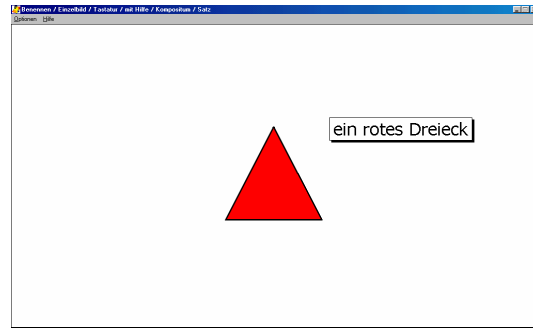 Benennen / Einzelbild / Tastatur / mit Hilfe / Kompositum / Satz
Optionen Hilfe
ein rotes Dreieck